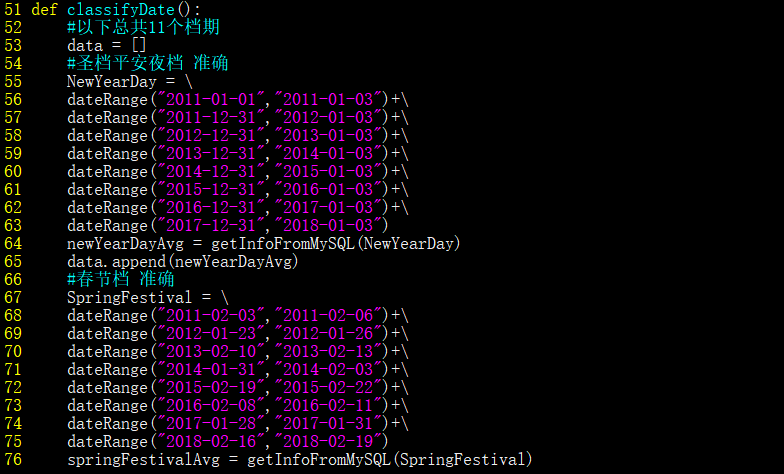 51 def classifyDate():
52     #以下总共11个档期
53     data = []
54     #圣档平安夜档 准确
55     NewYearDay = \
56     dateRange("2011-01-01","2011-01-03")+\
57     dateRange("2011-12-31","2012-01-03")+\
58     dateRange("2012-12-31","2013-01-03")+\
59     dateRange("2013-12-31","2014-01-03")+\
60     dateRange("2014-12-31","2015-01-03")+\
61     dateRange("2015-12-31","2016-01-03")+\
62     dateRange("2016-12-31","2017-01-03")+\
63     dateRange("2017-12-31","2018-01-03")
64     newYearDayAvg = getInfoFromMySQL(NewYearDay)
65     data.append(newYearDayAvg)
66     #春节档 准确
67     SpringFestival = \
68     dateRange("2011-02-03","2011-02-06")+\
69     dateRange("2012-01-23","2012-01-26")+\
70     dateRange("2013-02-10","2013-02-13")+\
71     dateRange("2014-01-31","2014-02-03")+\
72     dateRange("2015-02-19","2015-02-22")+\
73     dateRange("2016-02-08","2016-02-11")+\
74     dateRange("2017-01-28","2017-01-31")+\
75     dateRange("2018-02-16","2018-02-19")
76     springFestivalAvg = getInfoFromMySQL(SpringFestival)